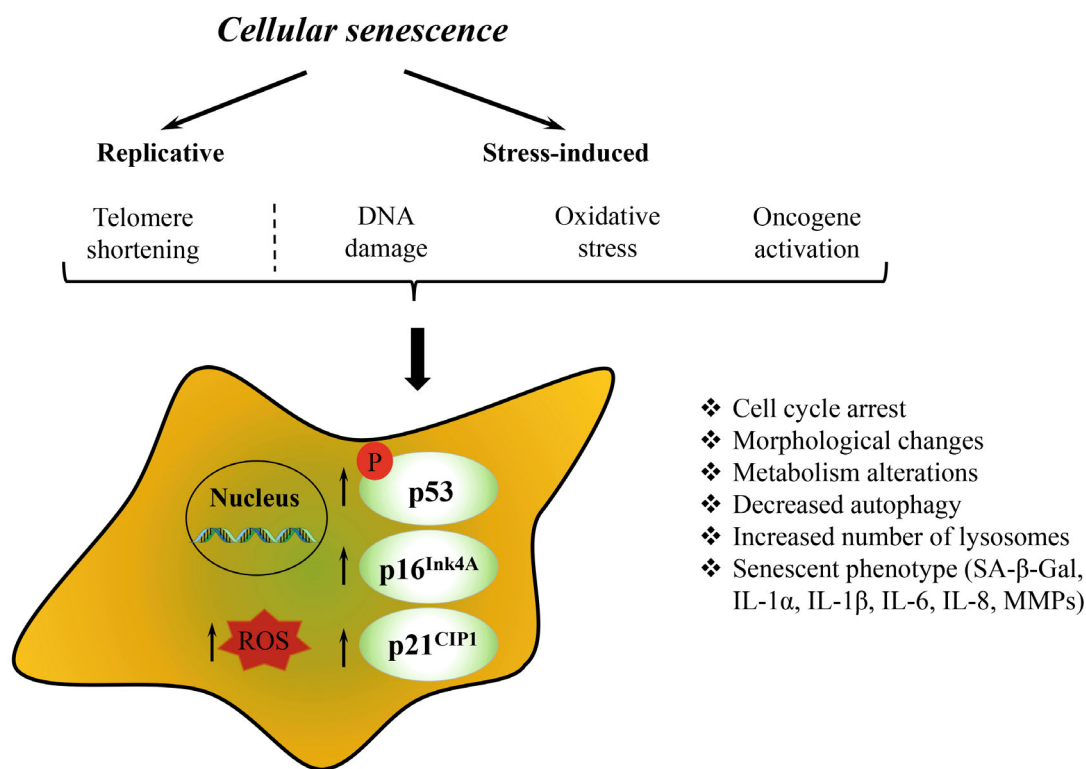 Cellular senescence
Replicative
Stress-induced
Telomere
shortening
DNA
damage
Oxidative
stress
Oncogene
activation
Nucleus
P
p53
p16Ink4A
p21CIP1
ROS
❖ Cell cycle arrest
❖ Morphological changes
❖ Metabolism alterations
❖ Decreased autophagy
❖ Increased number of lysosomes
❖ Senescent phenotype (SA-β-Gal,
IL-1α, IL-1β, IL-6, IL-8, MMPs)